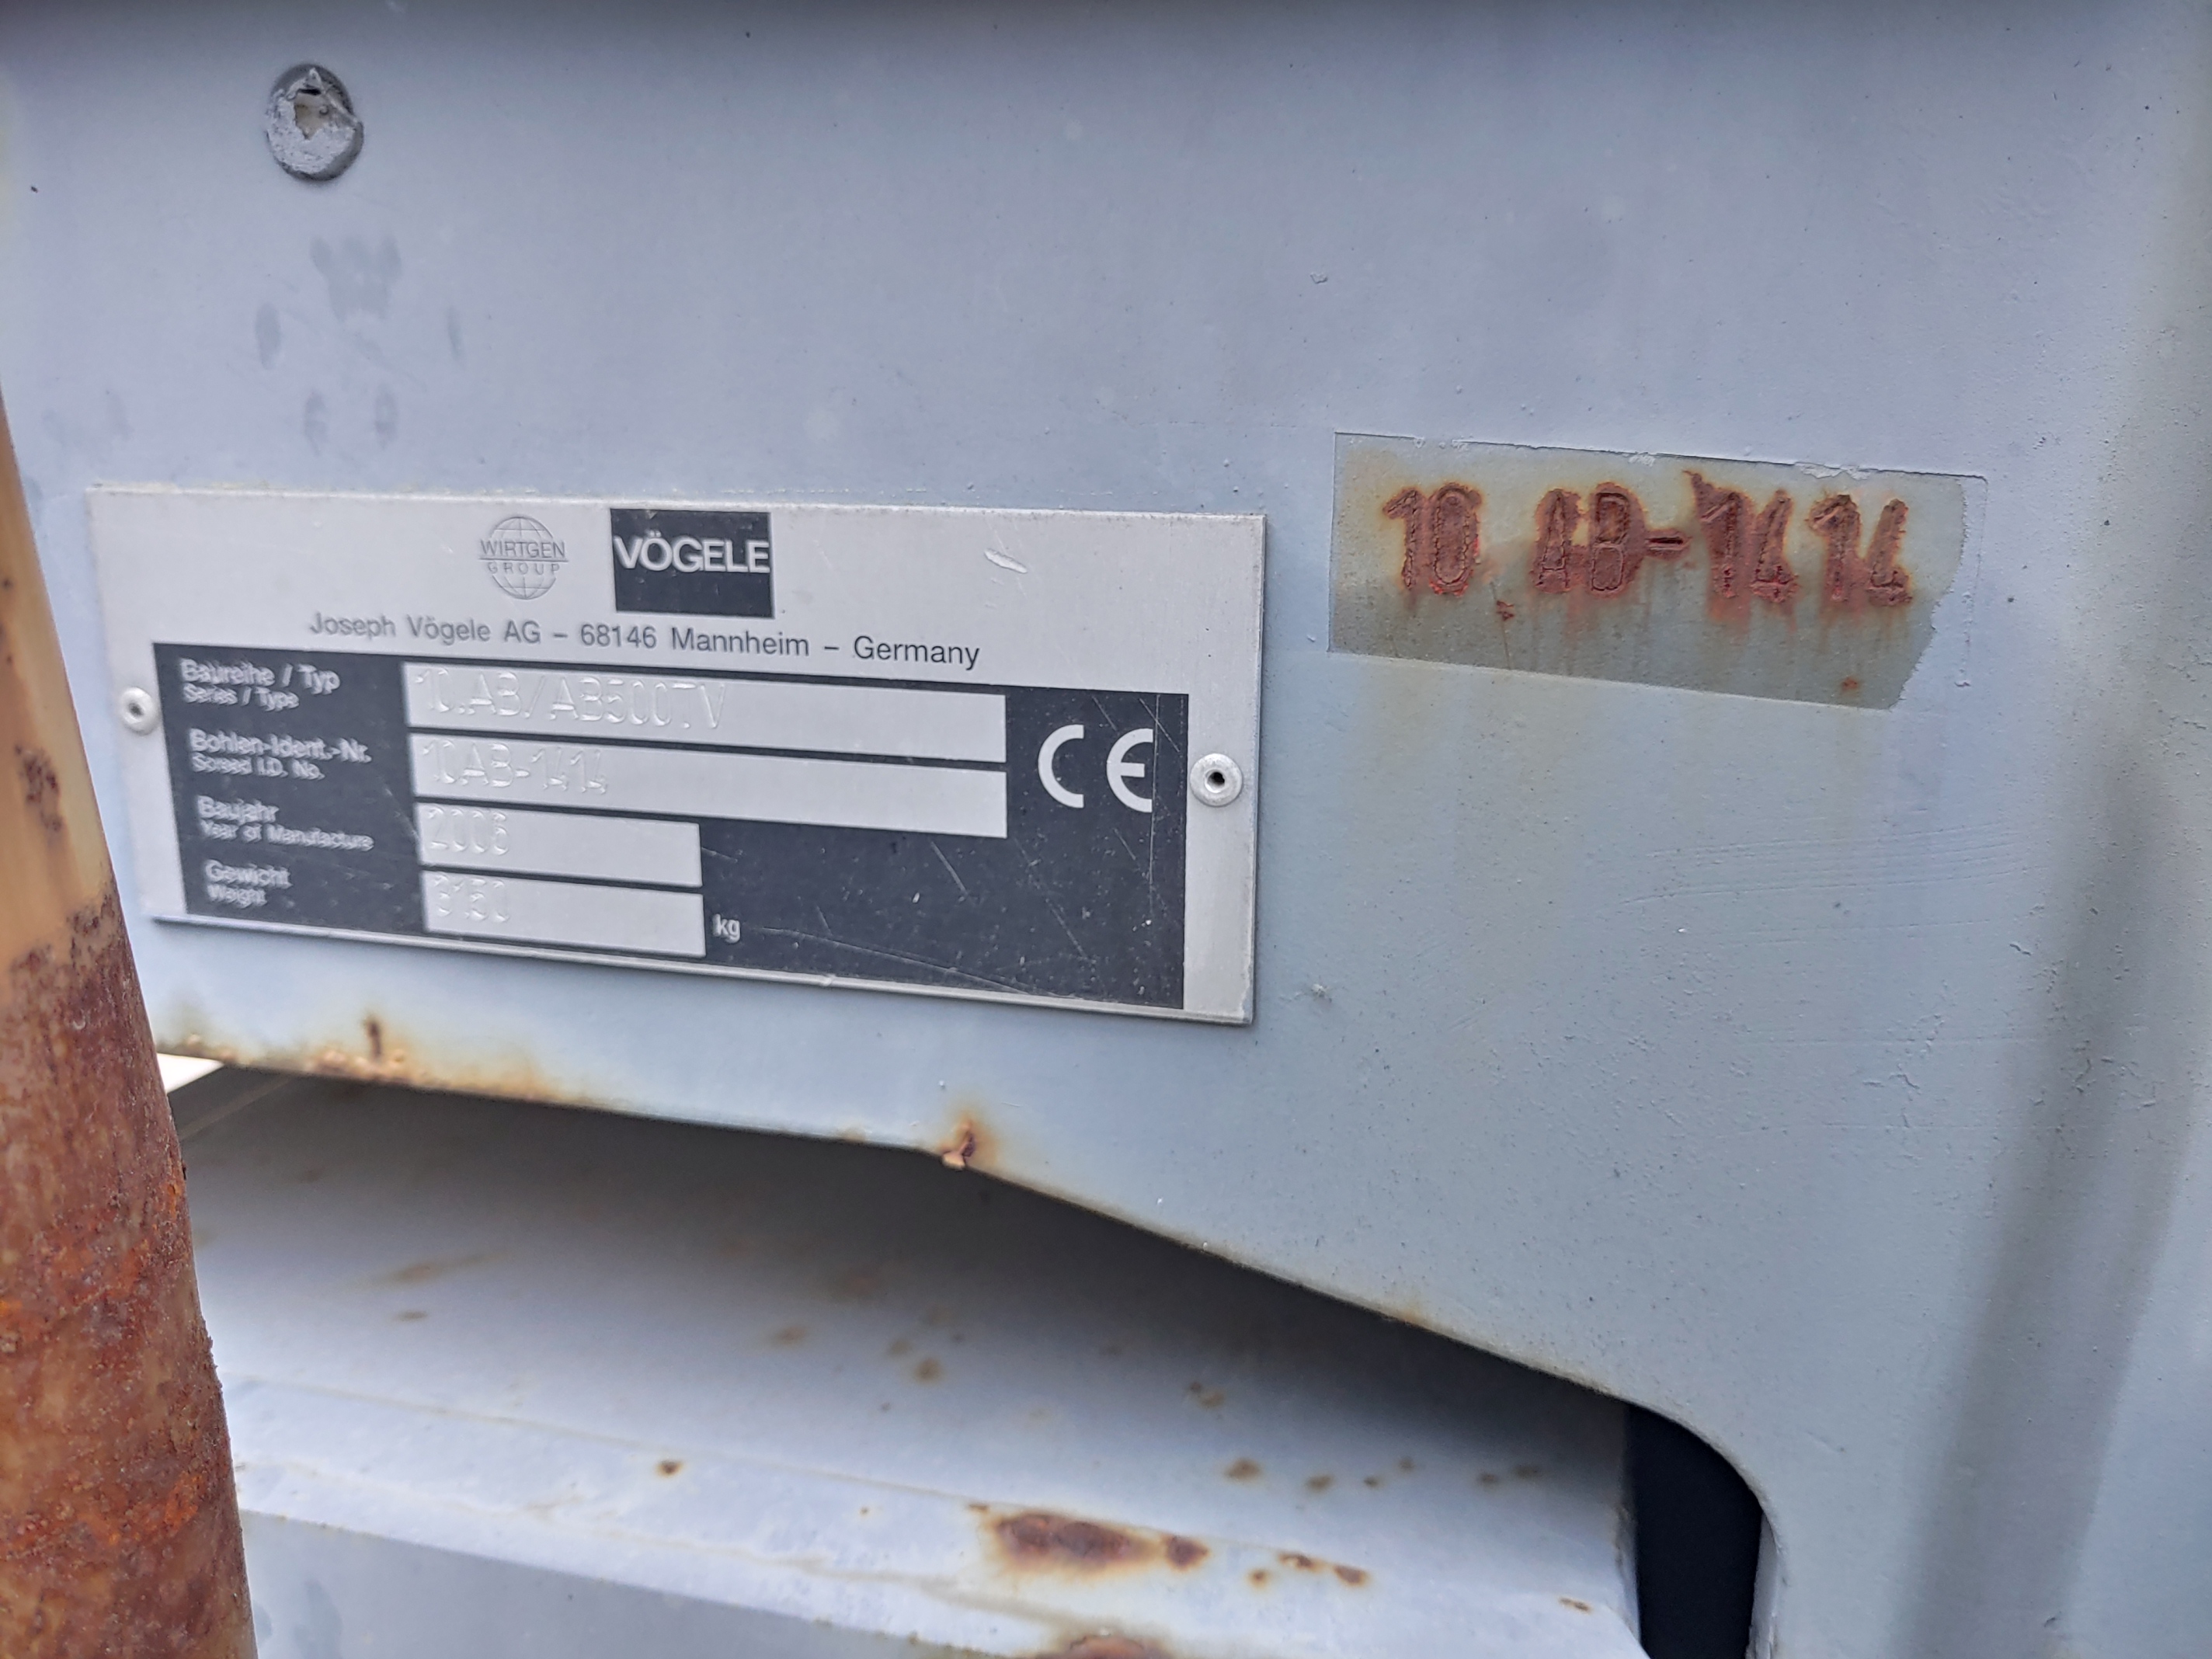 WIRTGEN
GROUP
VÖGELE
Joseph Vögele AG – 68146 Mannheim – Germany
Baureihe / Typ
Series / Type
10.AB/AB500TV
Bohlen-Ident.-Nr.
Screed I.D. No.
10AB-1414
Baujahr
Year of Manufacture
Gewicht
Weight
kg
CE
10 AB-1414